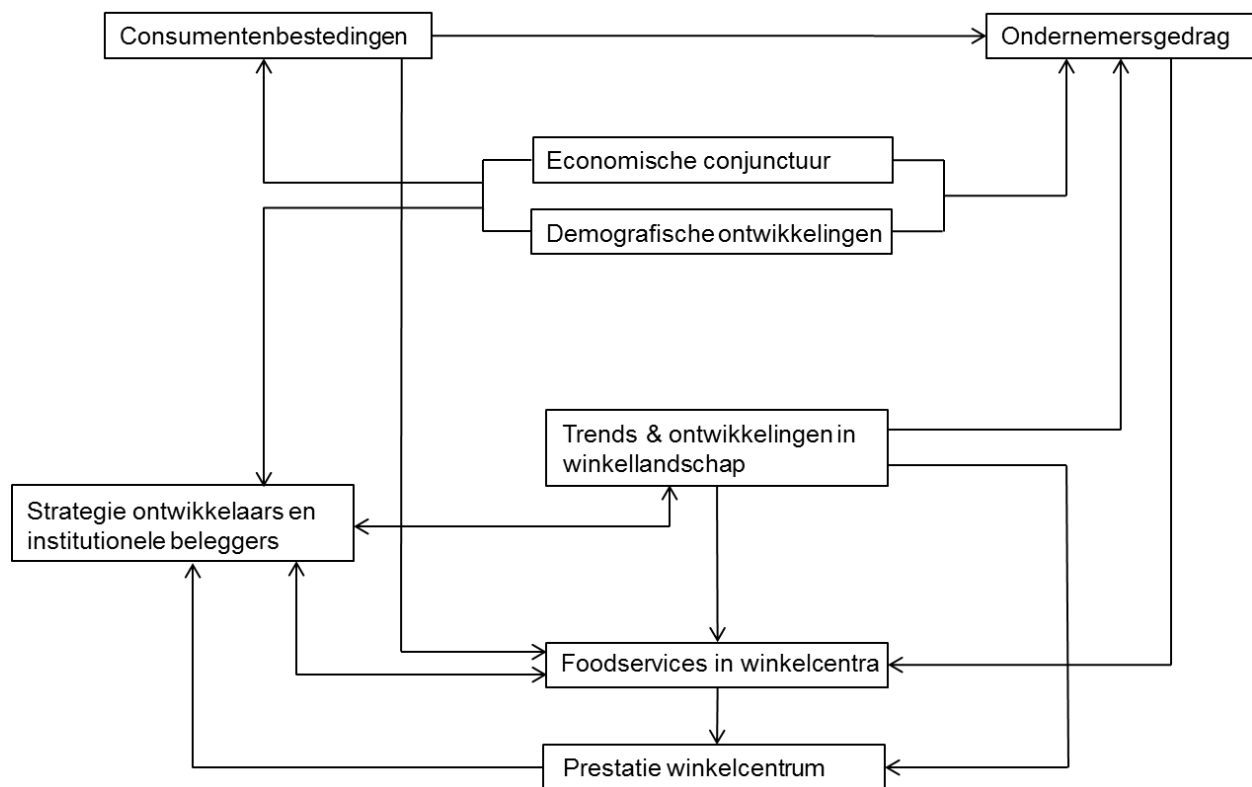 Consumentenbestedingen
Ondernemersgedrag
Economische conjunctuur
Demografische ontwikkelingen
Trends & ontwikkelingen in
winkellandschap
Strategie ontwikkelaars en
institutionele beleggers
Foodservices in winkelcentra
Prestatie winkelcentrum